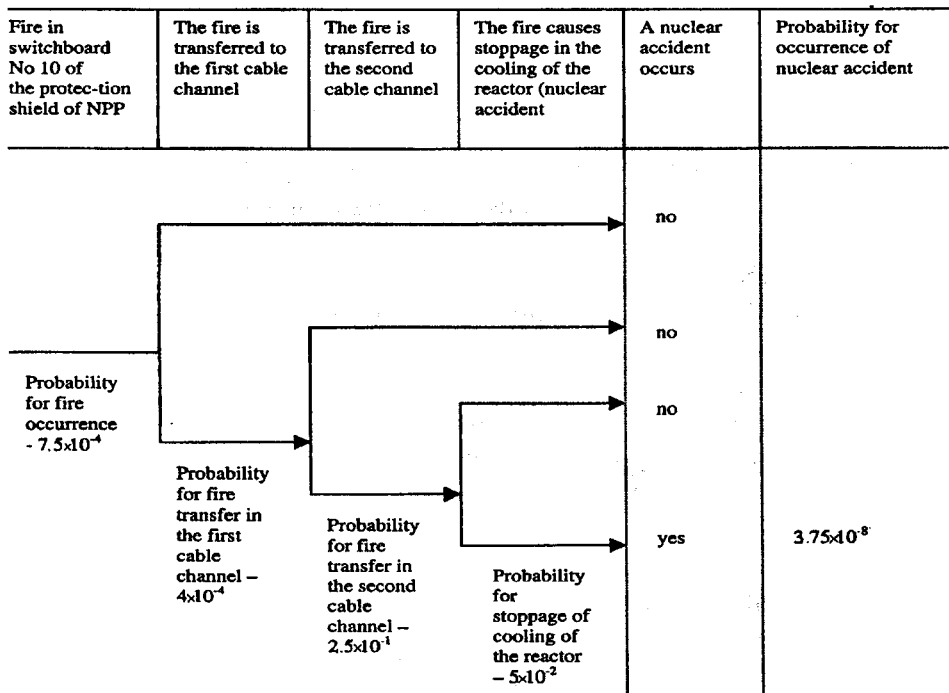 Fire in
switchboard
No 10 of
the protec-tion
shield of NPP
The fire is
transferred to
the first cable
channel
The fire is
transferred to
the second
cable channel
The fire causes
stoppage in the
cooling of the
reactor (nuclear
accident
A nuclear
accident
occurs
Probability for
occurrence of
nuclear accident
no
no
no
yes
3.75x10⁻⁸
Probability
for fire
occurrence
- 7.5x10⁻⁴
Probability
for fire
transfer in
the first
cable
channel –
4x10⁻⁴
Probability
for fire
transfer in
the second
cable
channel –
2.5x10⁻¹
Probability
for
stoppage of
cooling of
the reactor
– 5x10⁻²